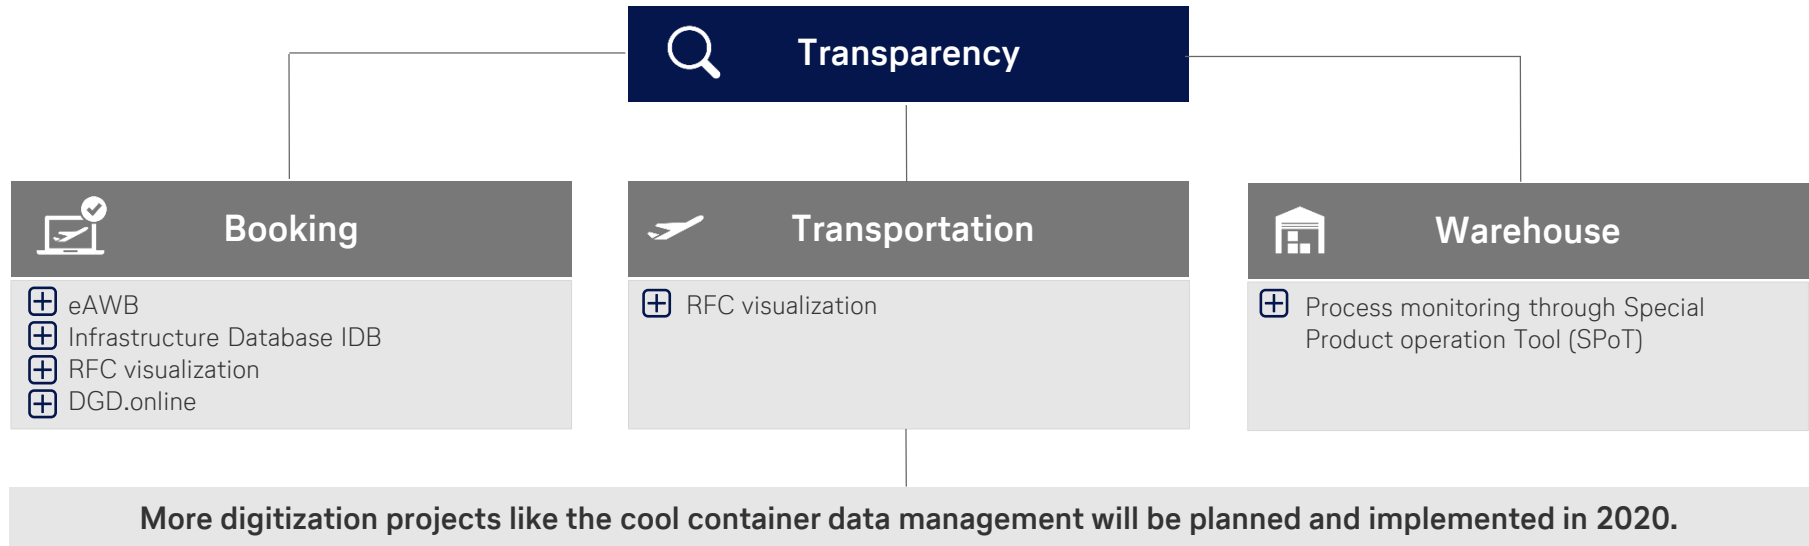 Transparency
Booking
eAWB
Infrastructure Database IDB
RFC visualization
DGD.online
Transportation
RFC visualization
Warehouse
Process monitoring through Special
Product operation Tool (SPoT)
More digitization projects like the cool container data management will be planned and implemented in 2020.